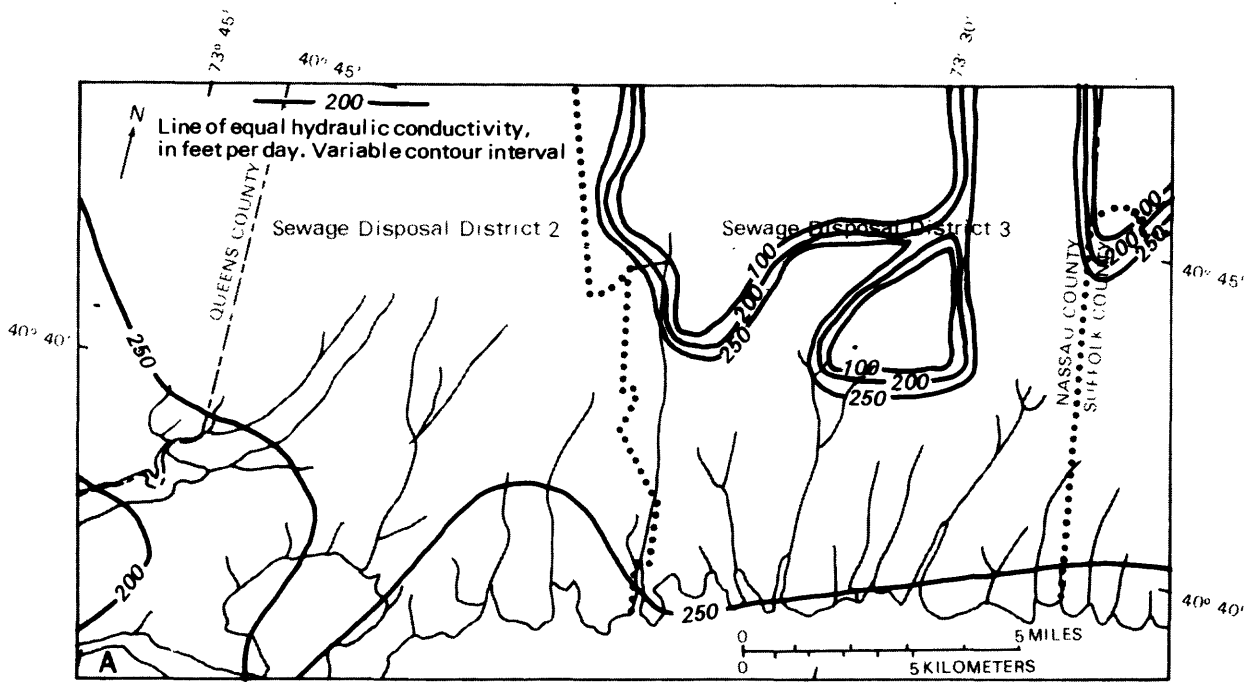 73° 45'
40° 45'
73° 30'
200
N
Line of equal hydraulic conductivity,
in feet per day. Variable contour interval
QUEENS COUNTY
Sewage Disposal District 2
Sewage Disposal District 3
100
200
250
100
200
250
NASSAU COUNTY
SUFFOLK COUNTY
100
200
250
40° 45'
40° 40'
250
200
250
40° 40'
A
0 5 MILES
0 5 KILOMETERS